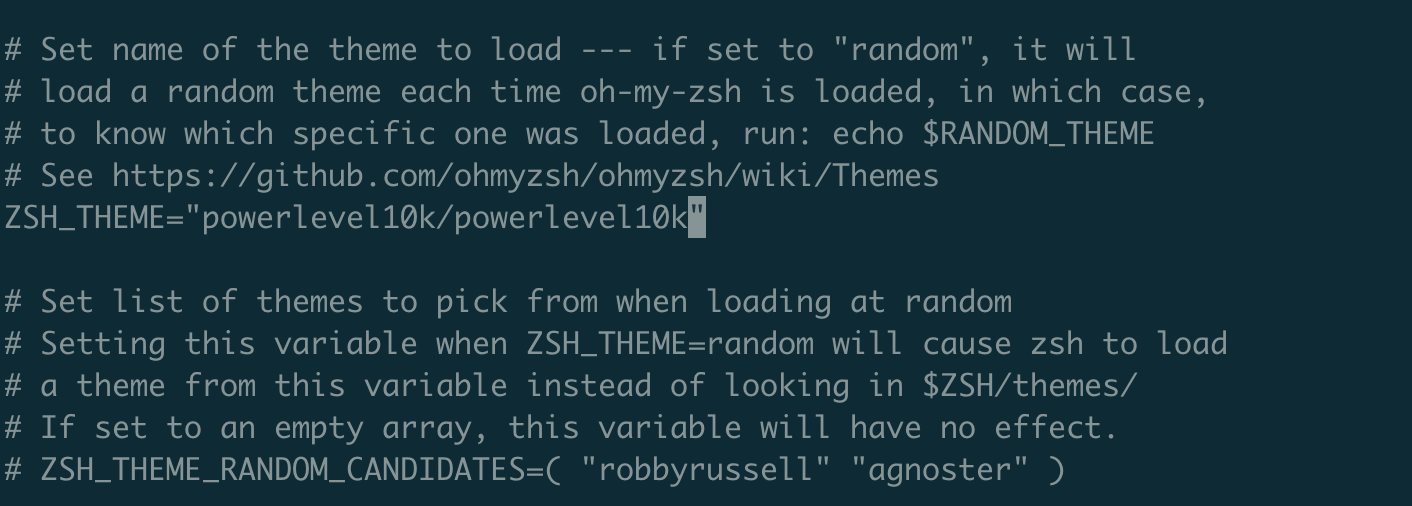 # Set name of the theme to load --- if set to "random", it will
# load a random theme each time oh-my-zsh is loaded, in which case,
# to know which specific one was loaded, run: echo $RANDOM_THEME
# See https://github.com/ohmyzsh/ohmyzsh/wiki/Themes
ZSH_THEME="powerlevel10k/powerlevel10k"
# Set list of themes to pick from when loading at random
# Setting this variable when ZSH_THEME=random will cause zsh to load
# a theme from this variable instead of looking in $ZSH/themes/
# If set to an empty array, this variable will have no effect.
# ZSH_THEME_RANDOM_CANDIDATES=( "robbyrussell" "agnoster" )